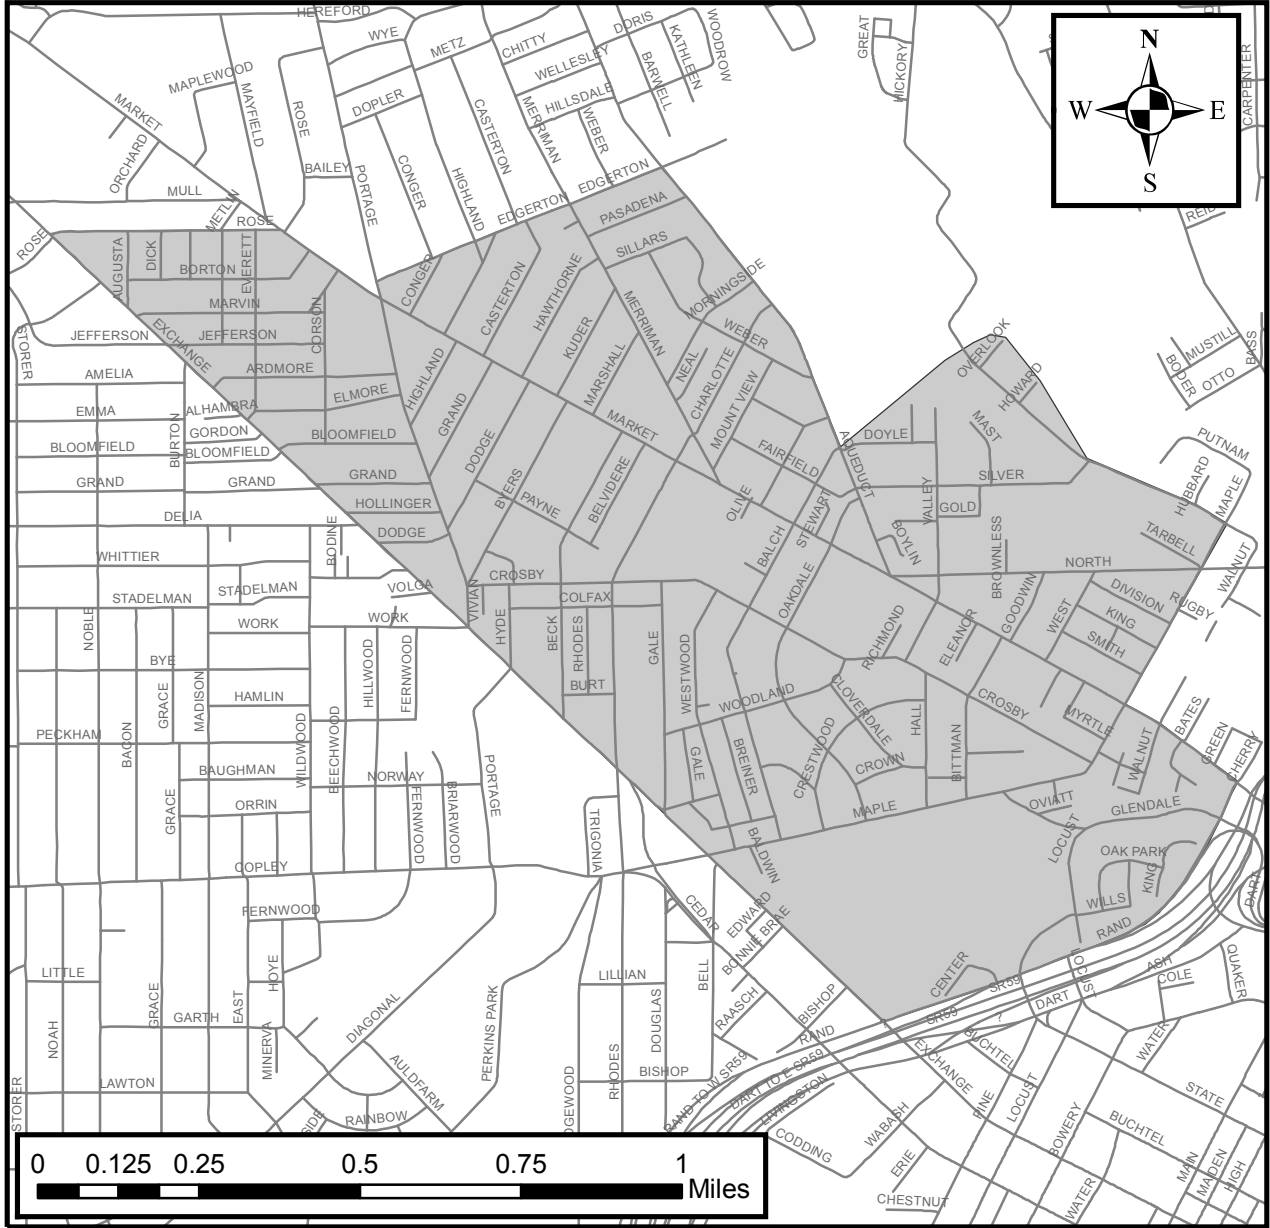 HEREFORD
WYE
METZ
CHITTY
DORIS
WOODROW
KATHLEEN
WELLESLEY
BARWELL
GREAT
HICKORY
CARPENTER
N
W
E
S
MAPLEWOOD
MAYFIELD
MARKET
ROSE
DOPLER
HILLSDALE
CASTERTON
MERRIMAN
WEBER
ORCHARD
BAILEY
PORTAGE
CONGER
HIGHLAND
EDGERTON
EDGERTON
MULL
METLIN
ROSE
ROSE
PASADENA
REID
AUGUSTA
DICK
BORTON
EVERETT
SILLARS
CONGER
CASTERTON
HAWTHORNE
MORNINGSIDE
MARVIN
CORSON
MERRIMAN
KUDER
WEBER
STORER
JEFFERSON
EXCHANGE
JEFFERSON
OVERLOOK
MUSTILL
BASS
BODER
OTTO
AMELIA
ARDMORE
HIGHLAND
MARSHALL
NEAL
CHARLOTTE
HOWARD
EMMA
ALHAMBRA
ELMORE
GRAND
MOUNT VIEW
MAST
BURTON
GORDON
BLOOMFIELD
MARKET
DOYLE
BLOOMFIELD
BLOOMFIELD
DODGE
FAIRFIELD
AQUEDUCT
PUTNAM
HUBBARD
MAPLE
GRAND
GRAND
GRAND
BYERS
BELVIDERE
SILVER
HOLLINGER
PAYNE
OLIVE
STEWART
VALLEY
GOLD
DELIA
DODGE
BODINE
BALCH
BOYLIN
BROWNLESS
TARBELL
WHITTIER
NORTH
WALNUT
STADELMAN
VOLGA
CROSBY
OAKDALE
DIVISION
STADELMAN
VIVIAN
COLFAX
GOODWIN
WEST
RUGBY
NOBLE
WORK
WORK
HYDE
BECK
RHODES
GALE
WESTWOOD
RICHMOND
ELEANOR
KING
SMITH
BYE
GRACE
MADISON
HILLWOOD
FERNWOOD
BURT
WOODLAND
CLOVERDALE
HAMLIN
CROSBY
MYRTLE
BATES
PECKHAM
BACON
WILDWOOD
BEECHWOOD
HALL
BITTMAN
GREEN
CHERRY
BAUGHMAN
NORWAY
PORTAGE
GALE
BREINER
CRESTWOOD
CROWN
WALNUT
GRACE
ORRIN
FERNWOOD
BRIARWOOD
TRIGONIA
MAPLE
OVIATT
GLENDALE
LOCUST
COPLEY
BALDWIN
OAK PARK
KING
DART
FERNWOOD
CEDAR
EDWARD
BONNIE BRAE
WILLS
RAND
LITTLE
HOYE
LILLIAN
BELL
CENTER
LOCUST
ASH
COLE
QUAKER
GRACE
EAST
PERKINS PARK
SR59
GARTH
DIAGONAL
DOUGLAS
RAASCH
BISHOP
SR59
DART
?
NOAH
MINERVA
RAND
BUCHTEL
WATER
LAWTON
AULDFARM
RHODES
BISHOP
RAND TO W SR59
DART TO E SR59
EXCHANGE
STORER
LIVINGSTON
PINE
LOCUST
STATE
SIDE
RAINBOW
DGEWOOD
CODDING
WABASH
BOWERY
BUCHTEL
ERIE
MAIN
MAIDEN
HIGH
CHESTNUT
WATER
0 0.125 0.25 0.5 0.75 1
Miles